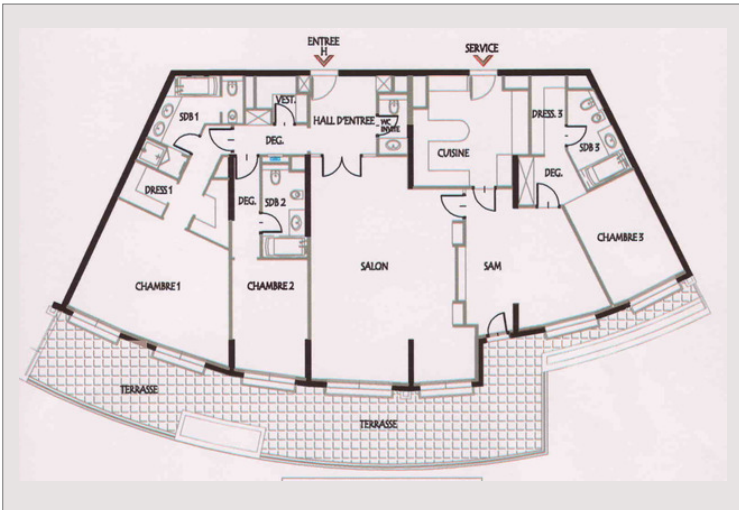 ENTREE
H
SERVICE
VEST.
HALL D'ENTREE
WC
INVITE
SDB 1
DEG.
CUISINE
DRESS. 3
SDB 3
DEG.
DRESS 1
DEG.
SDB 2
CHAMBRE 3
SALON
SAM
CHAMBRE 1
CHAMBRE 2
TERRASSE
TERRASSE